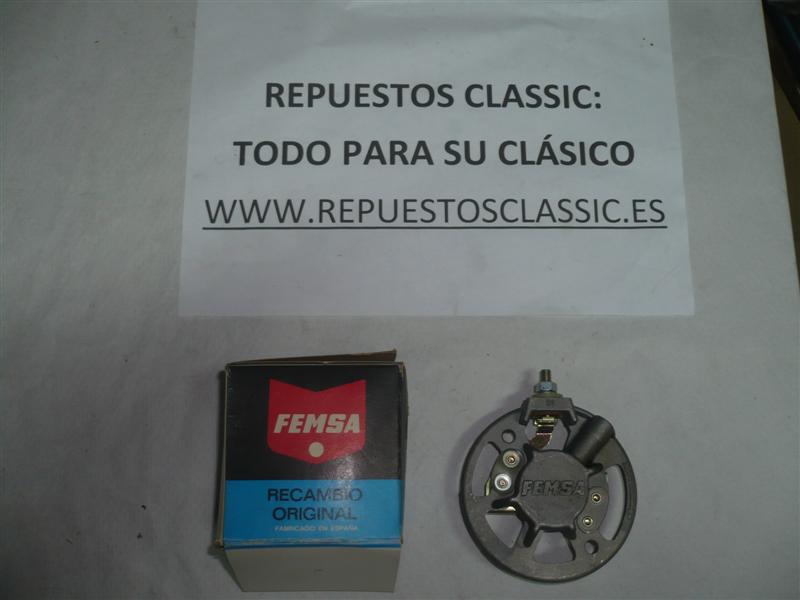 REPUESTOS CLASSIC:
TODO PARA SU CLÁSICO
WWW.REPUESTOSCLASSIC.ES
FEMSA
RECAMBIO
ORIGINAL
FABRICADO EN ESPAÑA
FEMSA